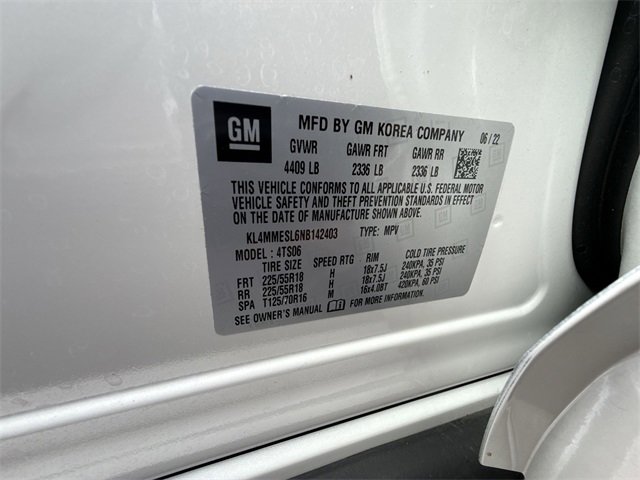 GM
MFD BY GM KOREA COMPANY 06/22
GVWR GAWR FRT GAWR RR
4409 LB 2336 LB 2336 LB
THIS VEHICLE CONFORMS TO ALL APPLICABLE U.S. FEDERAL MOTOR
VEHICLE SAFETY AND THEFT PREVENTION STANDARDS IN EFFECT
ON THE DATE OF MANUFACTURE SHOWN ABOVE.
KL4MMESL6NB142403 TYPE: MPV
MODEL: 4TS06
TIRE SIZE SPEED RTG RIM COLD TIRE PRESSURE
FRT 225/55R18 H 18x7.5J 240KPA, 35 PSI
RR 225/55R18 H 18x7.5J 240KPA, 35 PSI
SPA T125/70R16 M 16x4.0BT 420KPA, 60 PSI
SEE OWNER'S MANUAL FOR MORE INFORMATION.